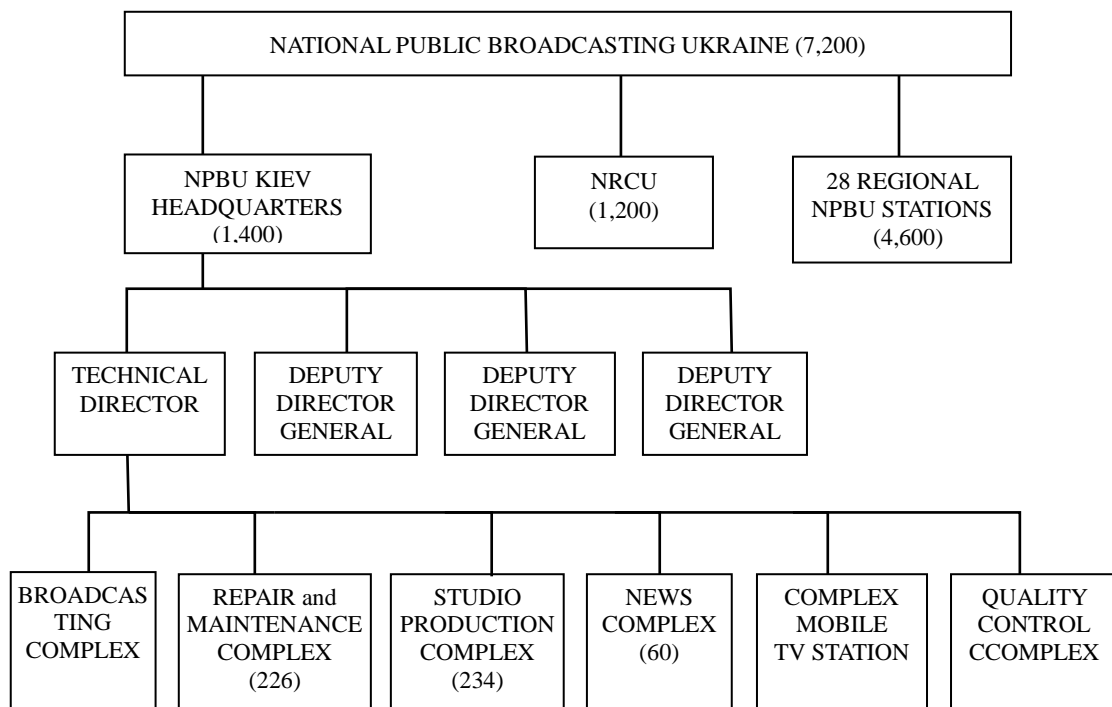 NATIONAL PUBLIC BROADCASTING UKRAINE (7,200)
NPBU KIEV
HEADQUARTERS
(1,400)
NRCU
(1,200)
28 REGIONAL
NPBU STATIONS
(4,600)
TECHNICAL
DIRECTOR
DEPUTY
DIRECTOR
GENERAL
DEPUTY
DIRECTOR
GENERAL
DEPUTY
DIRECTOR
GENERAL
BROADCAS
TING
COMPLEX
REPAIR and
MAINTENANCE
COMPLEX
(226)
STUDIO
PRODUCTION
COMPLEX
(234)
NEWS
COMPLEX
(60)
COMPLEX
MOBILE
TV STATION
QUALITY
CONTROL
CCOMPLEX